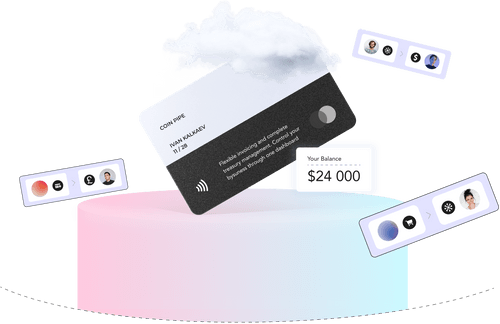 COIN PIPE
IVAN KALKAEV
11 / 28
Flexible invoicing and complete
treasury management. Control your
bysuness through one dashboard
Your Balance
$24 000